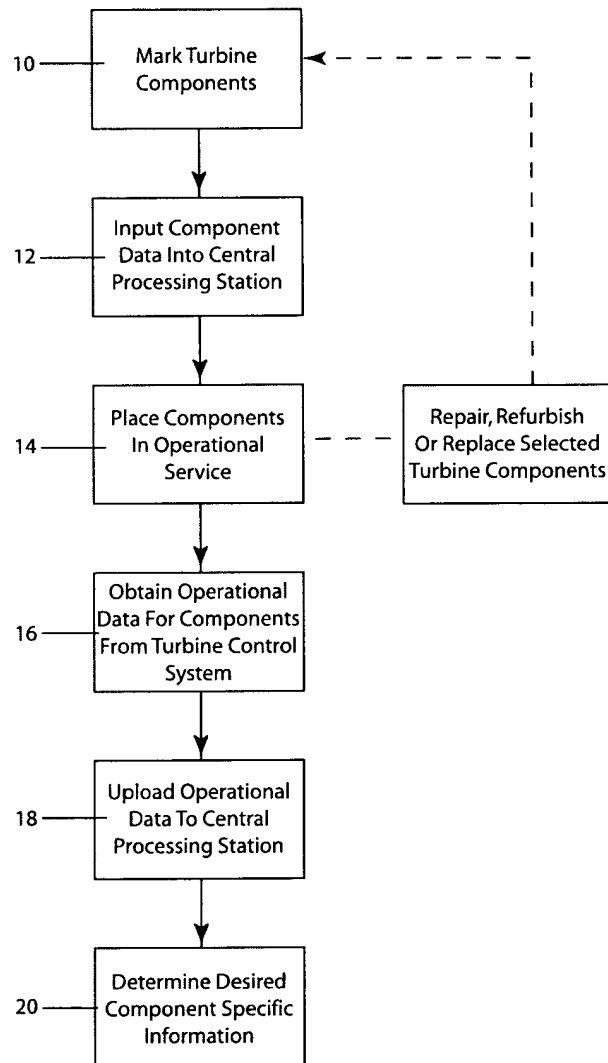 10
Mark Turbine
Components
12
Input Component
Data Into Central
Processing Station
14
Place Components
In Operational
Service
Repair, Refurbish
Or Replace Selected
Turbine Components
16
Obtain Operational
Data For Components
From Turbine Control
System
18
Upload Operational
Data To Central
Processing Station
20
Determine Desired
Component Specific
Information